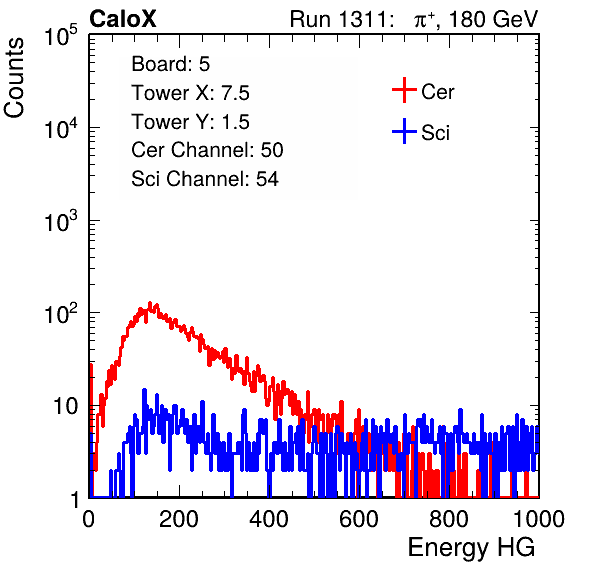 CaloX Run 1311: π⁺, 180 GeV
Board: 5
Tower X: 7.5
Tower Y: 1.5
Cer Channel: 50
Sci Channel: 54
Cer
Sci
Counts
10⁵
10⁴
10³
10²
10
1
0 200 400 600 800 1000
Energy HG